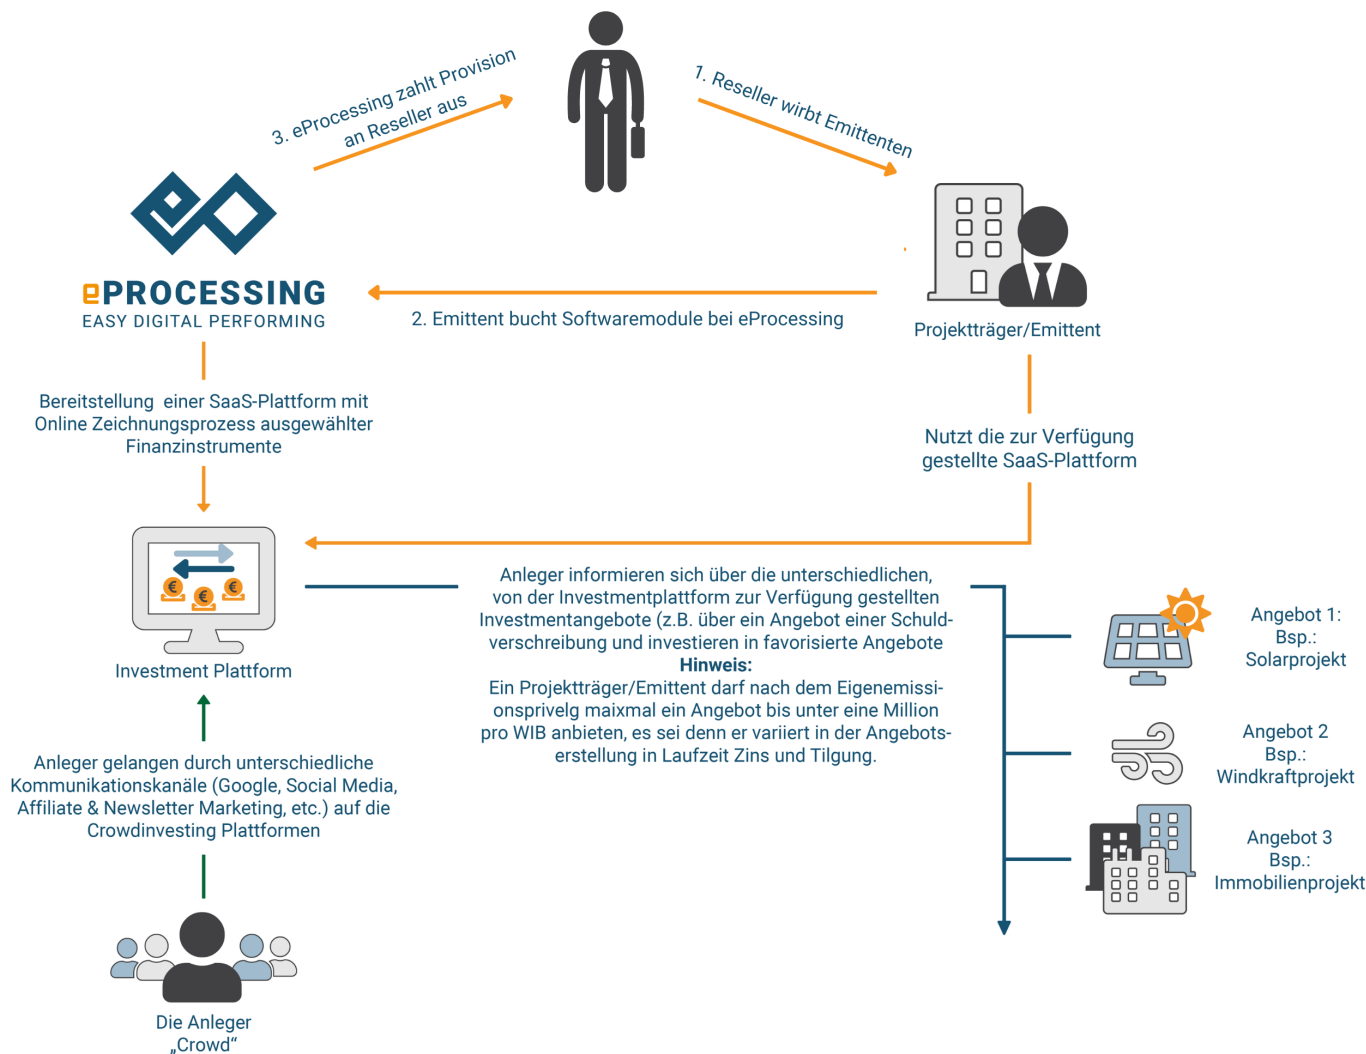 3. eProcessing zahlt Provision
an Reseller aus
1. Reseller wirbt Emittenten
ePROCESSING
EASY DIGITAL PERFORMING
2. Emittent bucht Softwaremodule bei eProcessing
Projektträger/Emittent
Bereitstellung einer SaaS-Plattform mit
Online Zeichnungsprozess ausgewählter
Finanzinstrumente
Nutzt die zur Verfügung
gestellte SaaS-Plattform
€ € €
Investment Plattform
Anleger informieren sich über die unterschiedlichen,
von der Investmentplattform zur Verfügung gestellten
Investmentangebote (z.B. über ein Angebot einer Schuld-
verschreibung und investieren in favorisierte Angebote
Hinweis:
Ein Projektträger/Emittent darf nach dem Eigenemissi-
onsprivelg maixmal ein Angebot bis unter eine Million
pro WIB anbieten, es sei denn er variiert in der Angebots-
erstellung in Laufzeit Zins und Tilgung.
Angebot 1:
Bsp.:
Solarprojekt
Angebot 2
Bsp.:
Windkraftprojekt
Angebot 3
Bsp.:
Immobilienprojekt
Anleger gelangen durch unterschiedliche
Kommunikationskanäle (Google, Social Media,
Affiliate & Newsletter Marketing, etc.) auf die
Crowdinvesting Plattformen
Die Anleger
„Crowd“